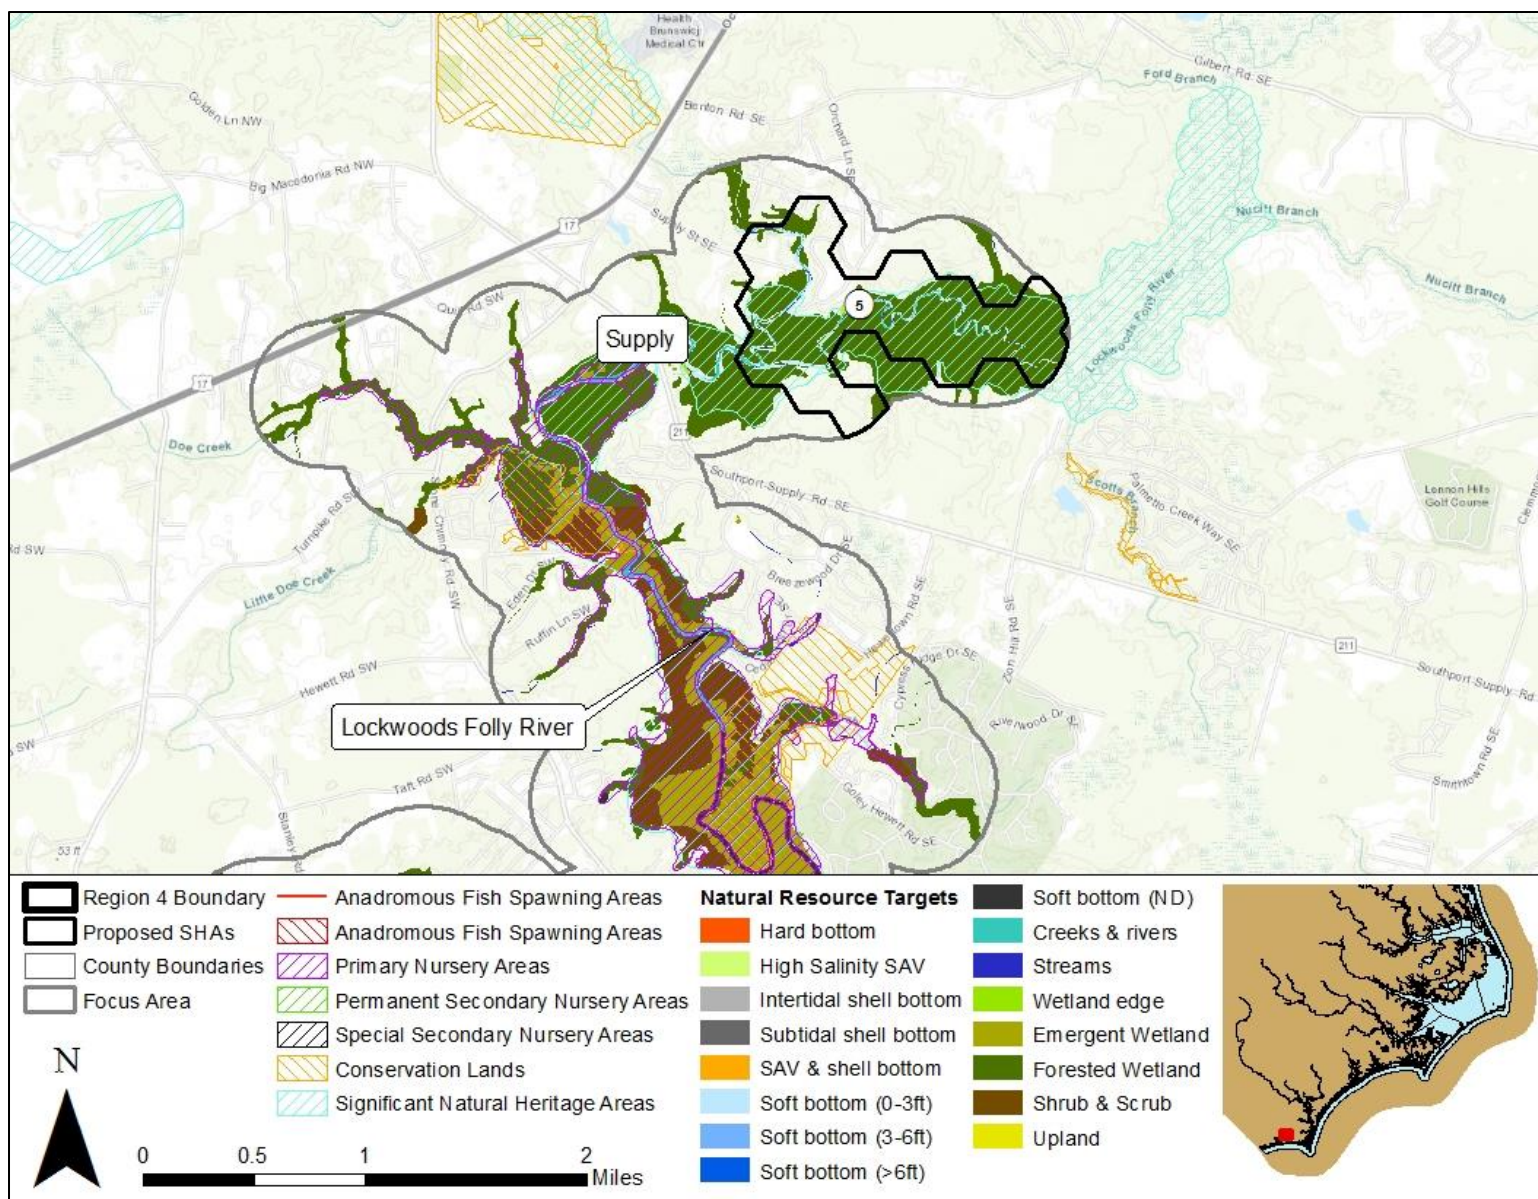 Health
Brunswicj
Medical Ctr
Gilbert Rd SE
Ford Branch
Golden Ln NW
Benton Rd SE
Orchard Ln SE
Big Macedonia Rd NW
Nucitt Branch
17
Supply St SE
Nucitt Branch
Lockwoods Folly River
5
Supply
17
Doe Creek
211
Southport-Supply Rd SE
Scotts Branch
Palmetto Creek Way SE
Lennon Hills
Golf Course
Turnpike Rd SW
Rd SW
Breezewood Dr SE
Little Doe Creek
Ruffin Ln SW
Zion Hill Rd SE
211
Hewett Rd SW
Southport-Supply Rd
Lockwoods Folly River
SW
Riverwood Dr SE
Taft Rd SW
Smithtown Rd SE
Goley Hewett Rd SE
Stanley Rd
53 ft
Region 4 Boundary
Proposed SHAs
County Boundaries
Focus Area
Anadromous Fish Spawning Areas
Anadromous Fish Spawning Areas
Primary Nursery Areas
Permanent Secondary Nursery Areas
Special Secondary Nursery Areas
Conservation Lands
Significant Natural Heritage Areas
Natural Resource Targets
Hard bottom
High Salinity SAV
Intertidal shell bottom
Subtidal shell bottom
SAV & shell bottom
Soft bottom (0-3ft)
Soft bottom (3-6ft)
Soft bottom (>6ft)
Soft bottom (ND)
Creeks & rivers
Streams
Wetland edge
Emergent Wetland
Forested Wetland
Shrub & Scrub
Upland
N
0 0.5 1 2
Miles